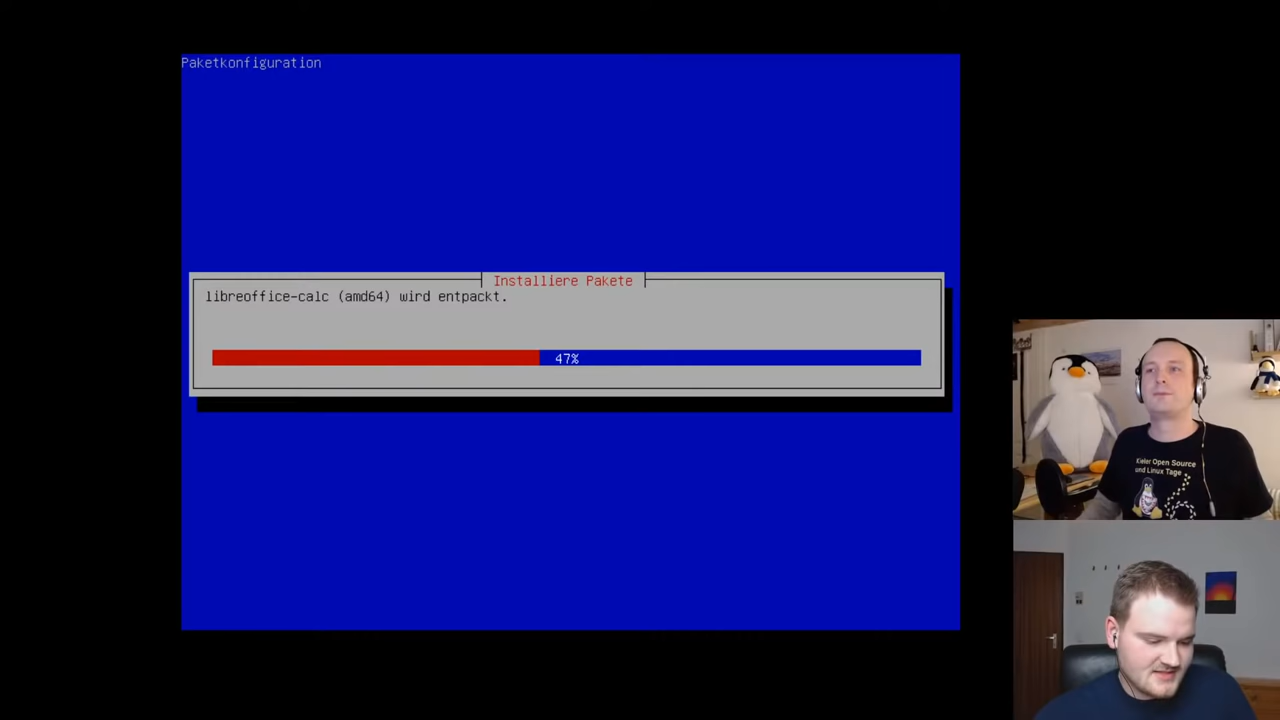 Paketkonfiguration
Installiere Pakete
libreoffice-calc (amd64) wird entpackt.
47%
Kieler Open Source
und Linux Tage